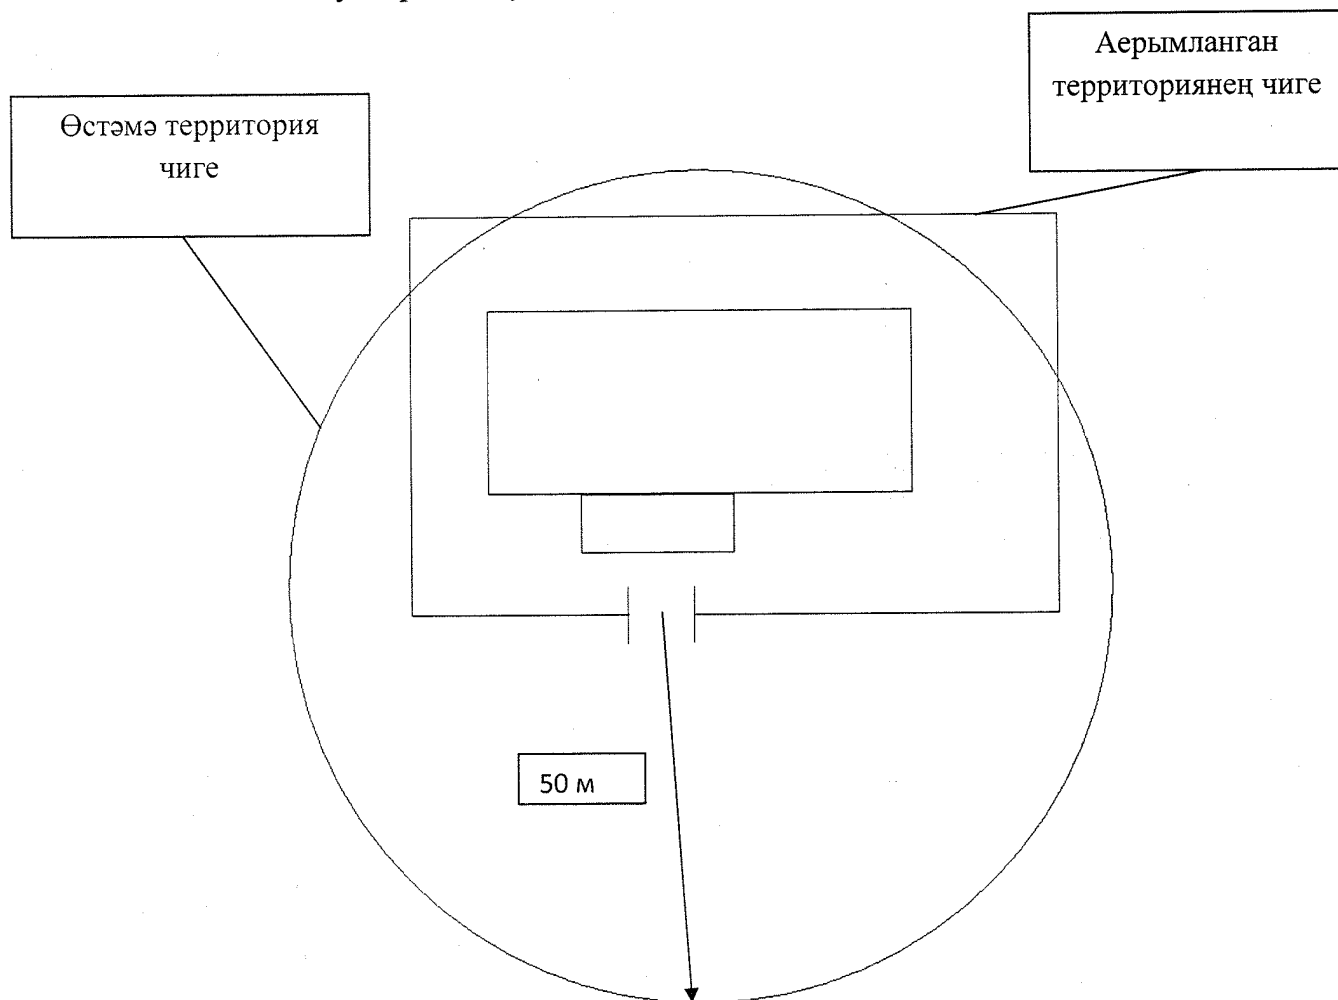 Аерымланган
территориянең чиге
Өстәмә территория
чиге
50 м